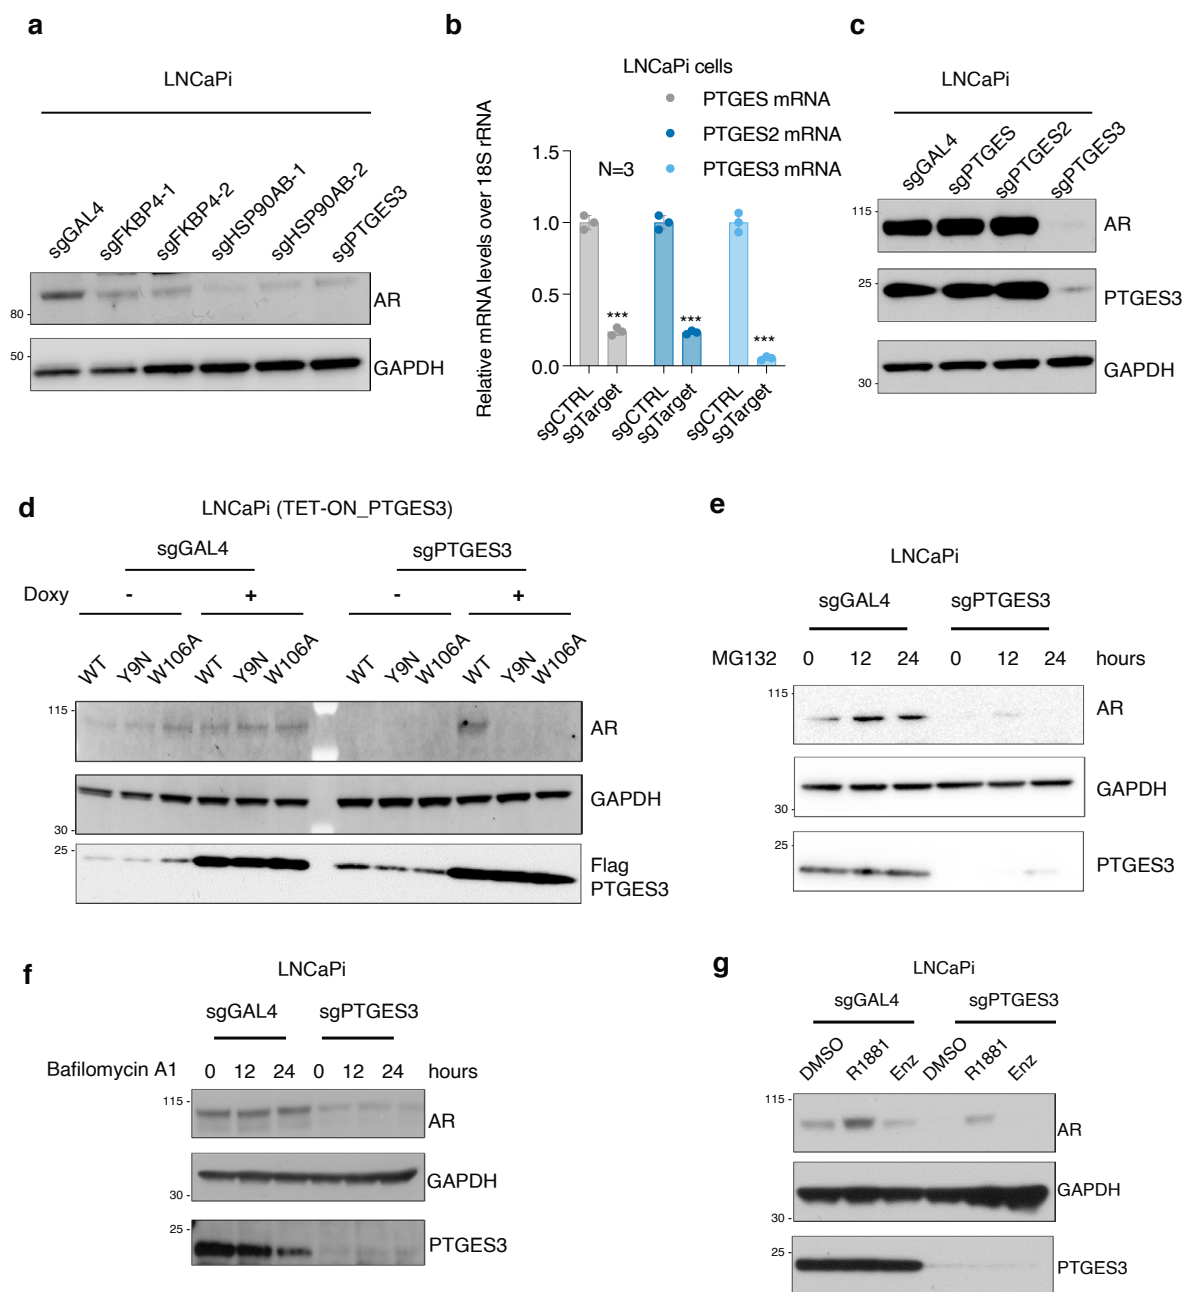 a
LNCaPi
sgGAL4 sgFKBP4-1 sgFKBP4-2 sgHSP90AB-1 sgHSP90AB-2 sgPTGES3
AR
80 -
50 -
GAPDH
b
LNCaPi cells
PTGES mRNA
PTGES2 mRNA
PTGES3 mRNA
Relative mRNA levels over 18S rRNA
1.5
N=3
1.0
0.5
0.0
*** *** ***
sgCTRL sgTarget sgCTRL sgTarget sgCTRL sgTarget
c
LNCaPi
sgGAL4 sgPTGES sgPTGES2 sgPTGES3
115 -
AR
25 -
PTGES3
GAPDH
30 -
d
LNCaPi (TET-ON_PTGES3)
sgGAL4 sgPTGES3
Doxy - + - +
WT Y9N W106A WT Y9N W106A WT Y9N W106A WT Y9N W106A
115 -
AR
GAPDH
30 -
25 -
Flag
PTGES3
e
LNCaPi
sgGAL4 sgPTGES3
MG132 0 12 24 0 12 24 hours
115 -
AR
GAPDH
30 -
25 -
PTGES3
f
LNCaPi
sgGAL4 sgPTGES3
Bafilomycin A1 0 12 24 0 12 24 hours
115 -
AR
GAPDH
30 -
25 -
PTGES3
g
LNCaPi
sgGAL4 sgPTGES3
DMSO R1881 Enz DMSO R1881 Enz
115 -
AR
GAPDH
30 -
25 -
PTGES3